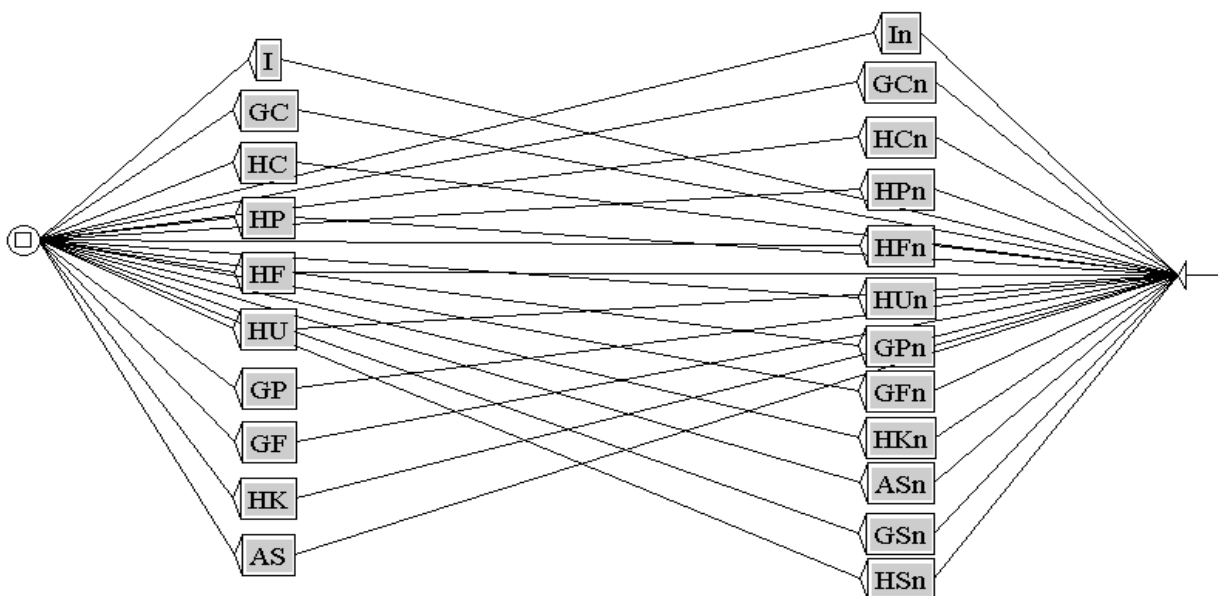 I
GC
HC
HP
HF
HU
GP
GF
HK
AS
In
GCn
HCn
HPn
HFn
HUn
GPn
GFn
HKn
ASn
GSn
HSn